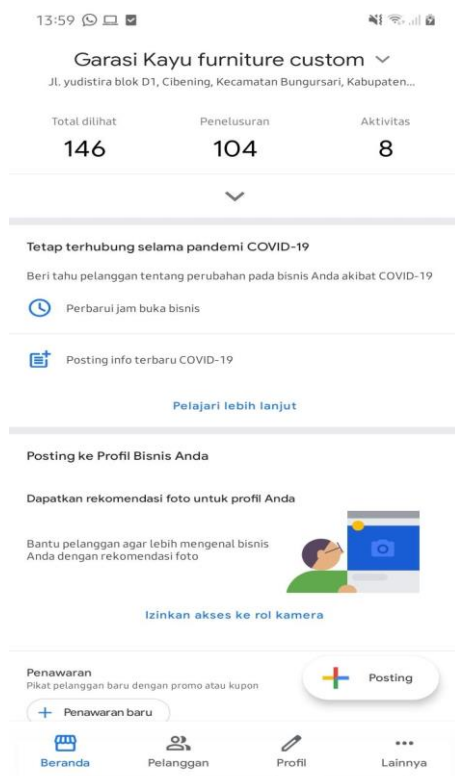 13:59
Garasi Kayu furniture custom
Jl. yudistira blok D1, Cibening, Kecamatan Bungursari, Kabupaten...
Total dilihat Penelusuran Aktivitas
146 104 8
Tetap terhubung selama pandemi COVID-19
Beri tahu pelanggan tentang perubahan pada bisnis Anda akibat COVID-19
Perbarui jam buka bisnis
Posting info terbaru COVID-19
Pelajari lebih lanjut
Posting ke Profil Bisnis Anda
Dapatkan rekomendasi foto untuk profil Anda
Bantu pelanggan agar lebih mengenal bisnis
Anda dengan rekomendasi foto
Izinkan akses ke rol kamera
Penawaran
Pikat pelanggan baru dengan promo atau kupon
Posting
+ Penawaran baru
Beranda Pelanggan Profil Lainnya